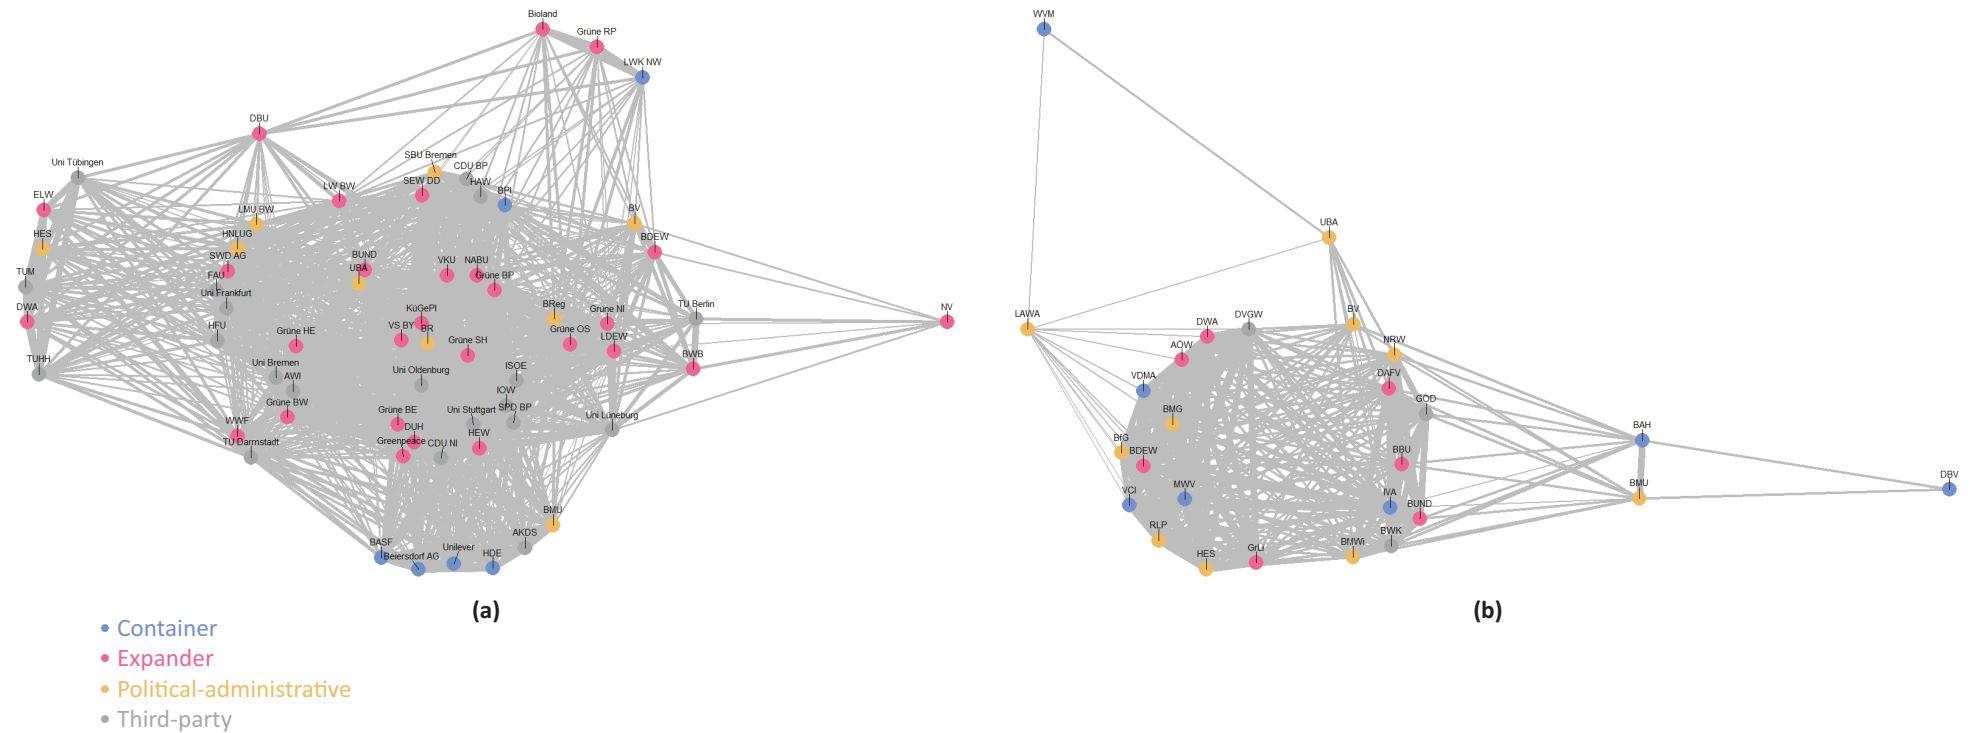 Bioland
Grüne RP
LWK NW
DBU
SBU Bremen
CDU BP
Uni Tübingen
SEW DD
HAW
LW BW
BPI
ELW
LMU BW
BV
HES
HNLUG
BDEW
SWD AG
BUND
VKU
NABU
TUM
FAU
UBA
Grüne BP
Uni Frankfurt
DWA
KüGePl
BReg
Grüne NI
TU Berlin
NV
HFU
Grüne HE
VS BY
BR
Grüne OS
Grüne SH
LDEW
TUHH
BWB
Uni Bremen
Uni Oldenburg
ISOE
AWI
IOW
Grüne BW
Grüne BE
Uni Stuttgart
SPD BP
Uni Lüneburg
WWF
DUH
HEW
TU Darmstadt
Greenpeace
CDU NI
BMU
AKDS
BASF
Beiersdorf AG
Unilever
HDE
(a)
WVM
UBA
LAWA
DWA
DVGW
BV
AÖW
NRW
VDMA
DAFV
BMG
GÖD
BfG
BDEW
BBU
BAH
VCI
MWV
IVA
BUND
BMU
DBV
RLP
BWK
HES
GrLi
BMWi
(b)
Container
Expander
Political-administrative
Third-party